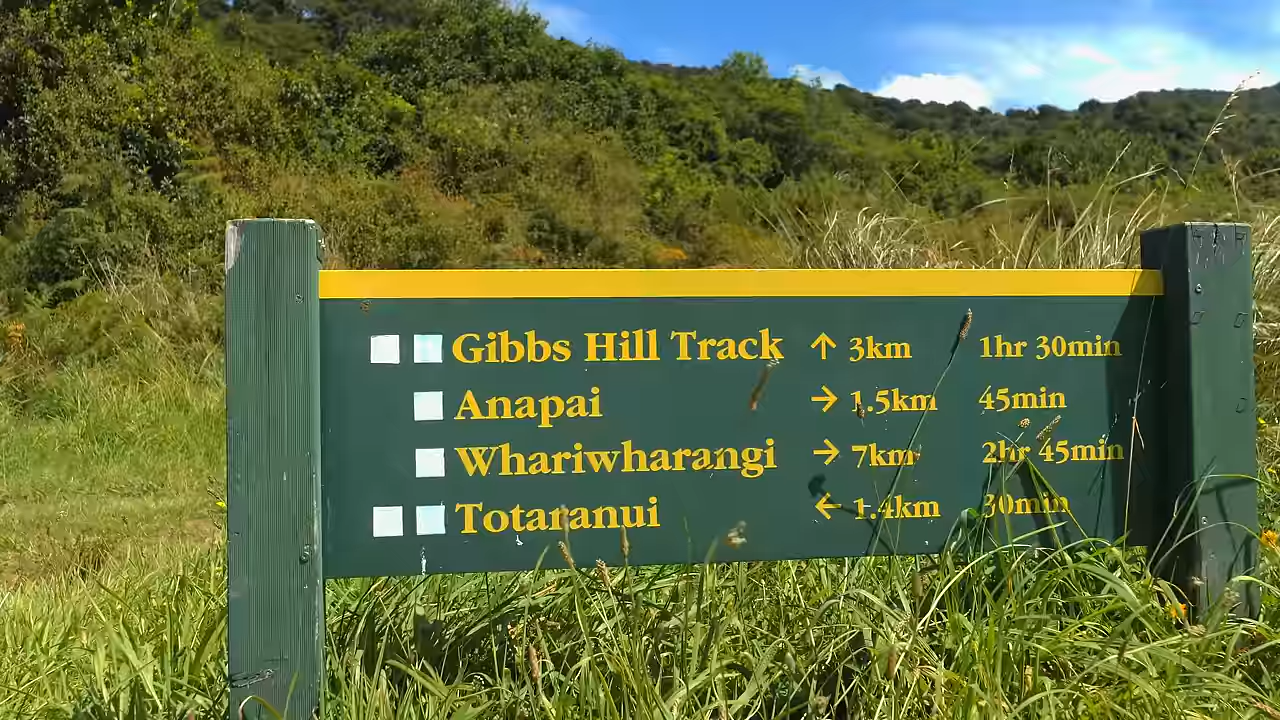 Gibbs Hill Track ↑ 3km 1hr 30min
Anapai → 1.5km 45min
Whariwharangi → 7km 2hr 45min
Totaranui ← 1.4km 30min